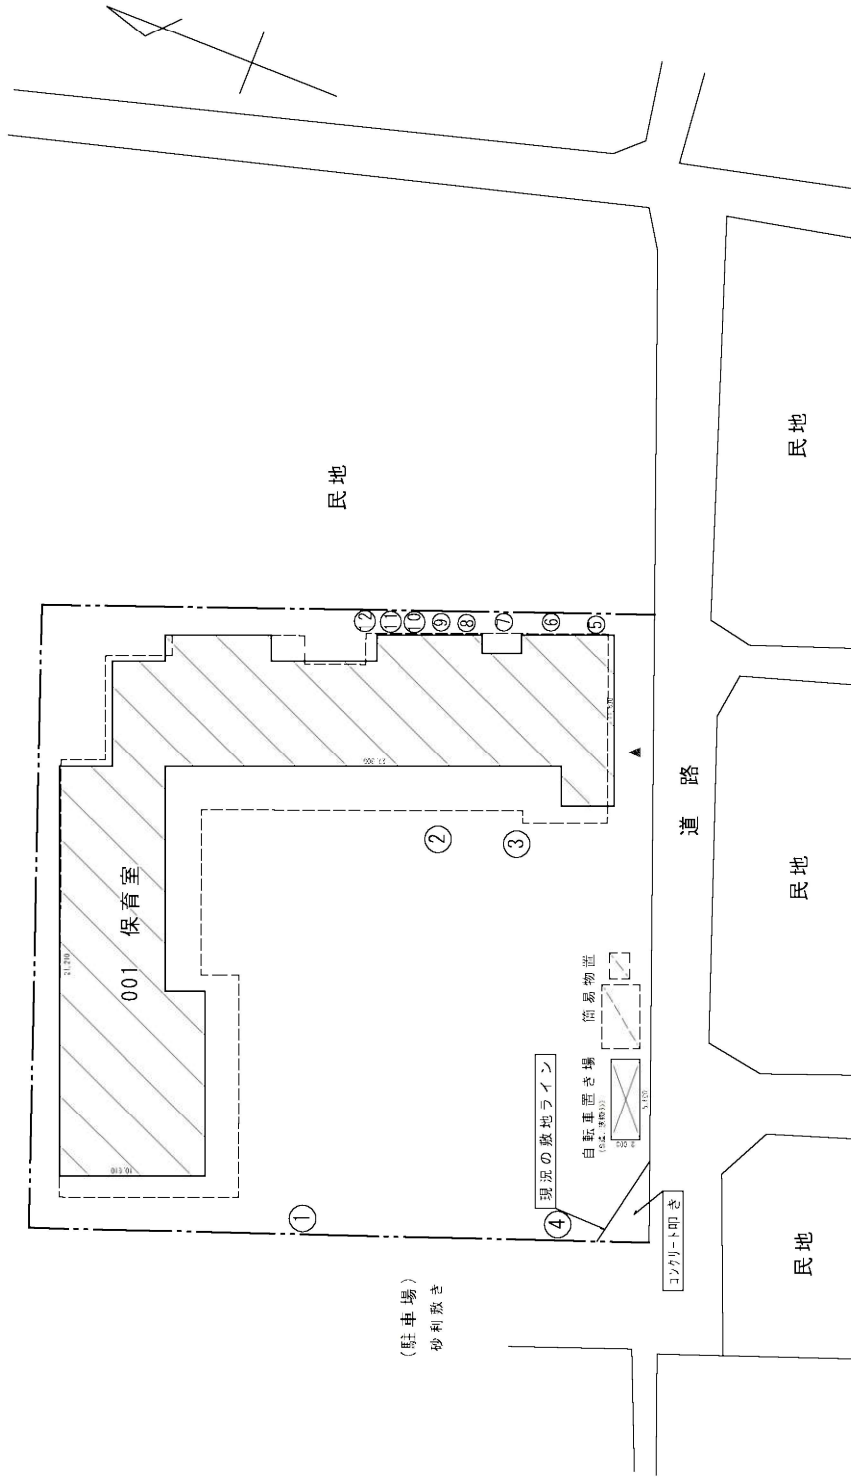 民地
民地
⑫
⑪
⑩
⑨
⑧
⑦
⑥
⑤
001 保育室
②
③
道 路
民地
簡易物置
自転車置き場
現況の敷地ライン
①
④
コンクリート叩き
民地
(駐車場)
砂利敷き